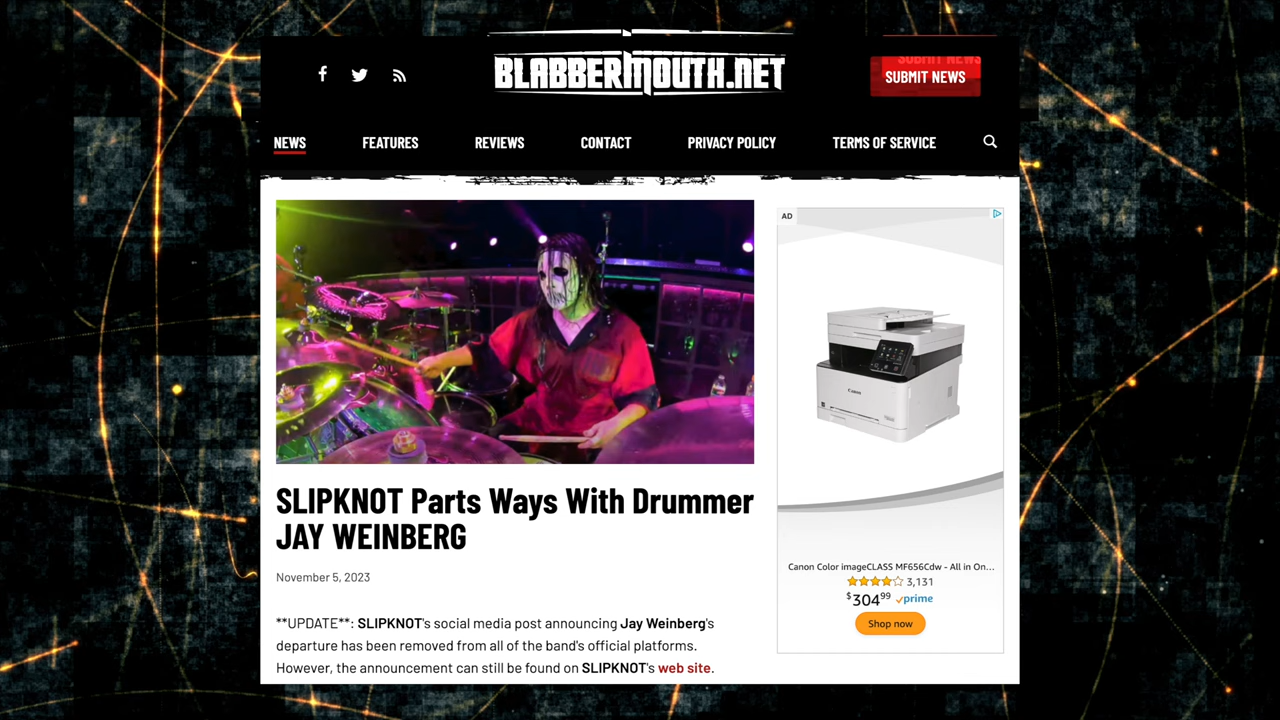 BLABBERMOUTH.NET
SUBMIT NEWS
SUBMIT NEWS
NEWS FEATURES REVIEWS CONTACT PRIVACY POLICY TERMS OF SERVICE
AD
Canon
SLIPKNOT Parts Ways With Drummer
JAY WEINBERG
November 5, 2023
**UPDATE**: SLIPKNOT's social media post announcing Jay Weinberg's
departure has been removed from all of the band's official platforms.
However, the announcement can still be found on SLIPKNOT's web site.
Canon Color imageCLASS MF656Cdw - All in On...
3,131
$30499 prime
Shop now